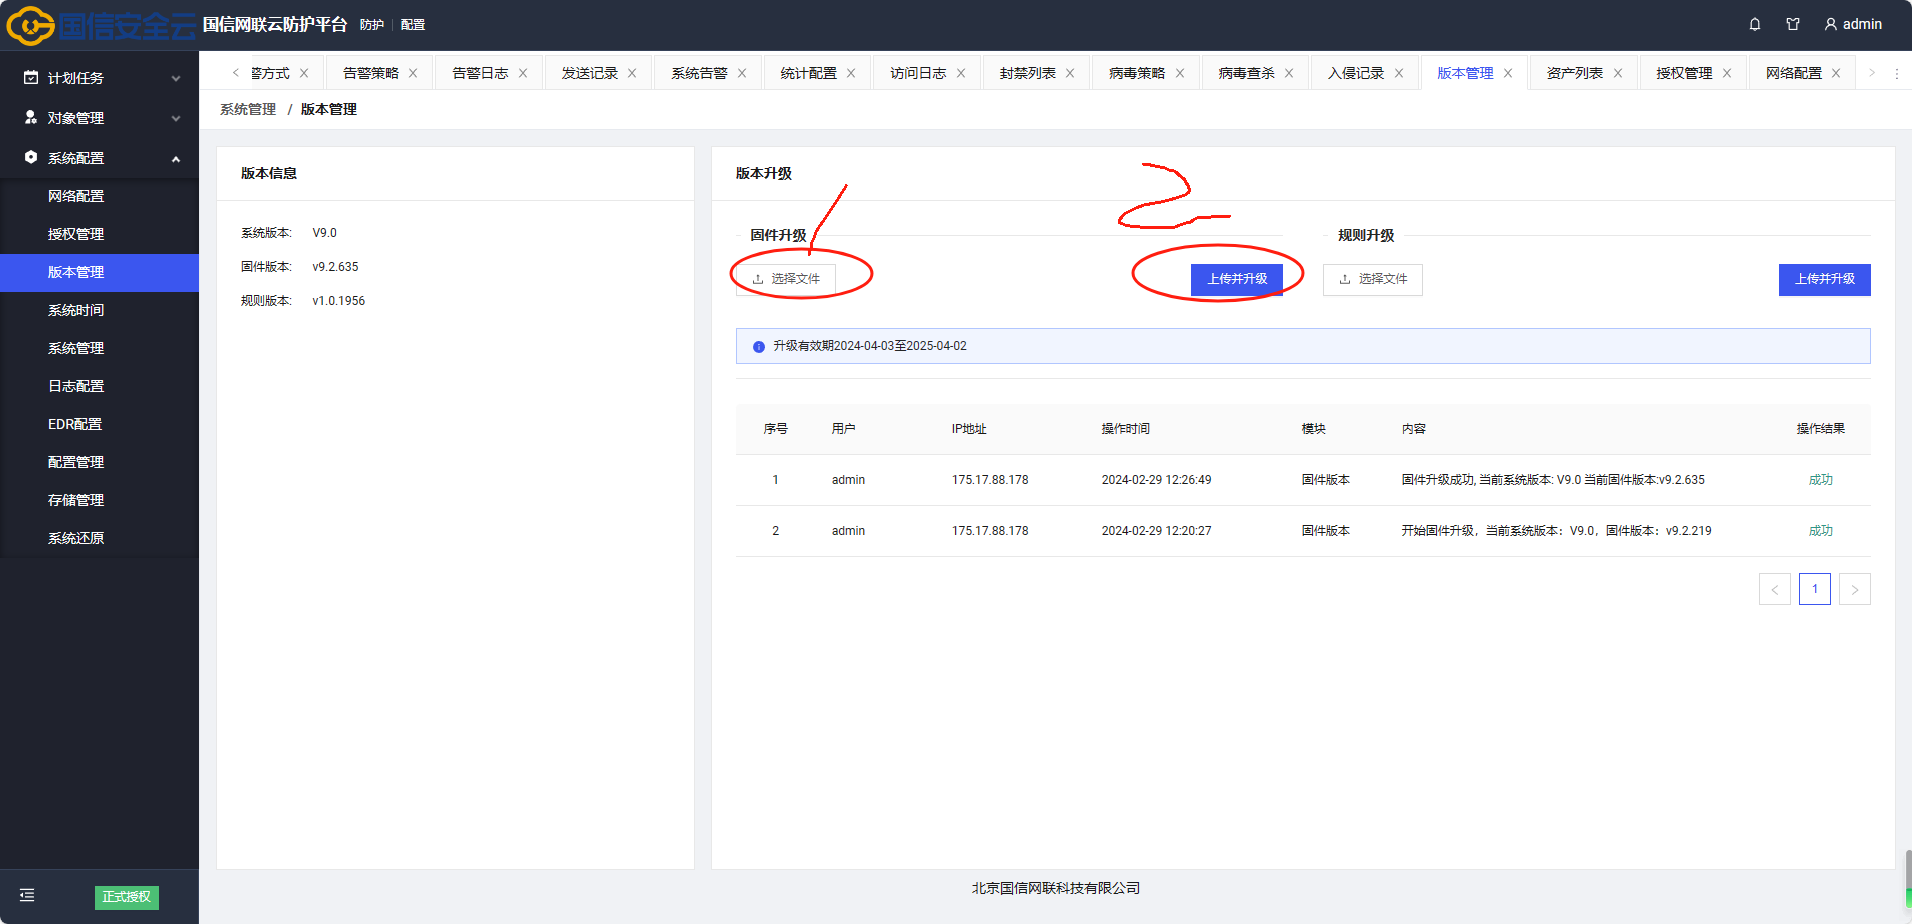 国信安全云 国信网联云防护平台 防护 配置 admin
计划任务
对象管理
系统配置
网络配置
授权管理
版本管理
系统时间
系统管理
日志配置
EDR配置
配置管理
存储管理
系统还原
正式授权
警方式 告警策略 告警日志 发送记录 系统告警 统计配置 访问日志 封禁列表 病毒策略 病毒查杀 入侵记录 版本管理 资产列表 授权管理 网络配置
系统管理 / 版本管理
版本信息
系统版本: V9.0
固件版本: v9.2.635
规则版本: v1.0.1956
版本升级
1 2
固件升级 规则升级
选择文件 上传并升级 选择文件 上传并升级
升级有效期2024-04-03至2025-04-02
序号 用户 IP地址 操作时间 模块 内容 操作结果
1 admin 175.17.88.178 2024-02-29 12:26:49 固件版本 固件升级成功, 当前系统版本: V9.0 当前固件版本:v9.2.635 成功
2 admin 175.17.88.178 2024-02-29 12:20:27 固件版本 开始固件升级，当前系统版本：V9.0，固件版本：v9.2.219 成功
< 1 >
北京国信网联科技有限公司